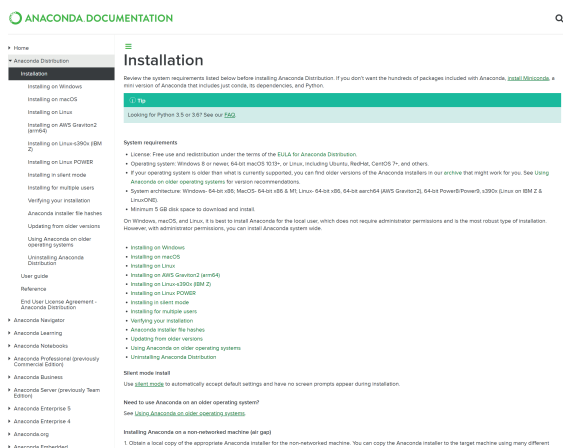 ANACONDA.DOCUMENTATION
Home
Anaconda Distribution
Installation
Installing on Windows
Installing on macOS
Installing on Linux
Installing on AWS Graviton2
(arm64)
Installing on Linux-s390x (IBM
Z)
Installing on Linux POWER
Installing in silent mode
Installing for multiple users
Verifying your installation
Anaconda installer file hashes
Updating from older versions
Using Anaconda on older
operating systems
Uninstalling Anaconda
Distribution
User guide
Reference
End User License Agreement -
Anaconda Distribution
Anaconda Navigator
Anaconda Learning
Anaconda Notebooks
Anaconda Professional (previously
Commercial Edition)
Anaconda Business
Anaconda Server (previously Team
Edition)
Anaconda Enterprise 5
Anaconda Enterprise 4
Anaconda.org
Anaconda Embedded
Installation
Review the system requirements listed below before installing Anaconda Distribution. If you don't want the hundreds of packages included with Anaconda, install Miniconda, a
mini version of Anaconda that includes just conda, its dependencies, and Python.
Tip
Looking for Python 3.5 or 3.6? See our FAQ.
System requirements
• License: Free use and redistribution under the terms of the EULA for Anaconda Distribution.
• Operating system: Windows 8 or newer, 64-bit macOS 10.13+, or Linux, including Ubuntu, RedHat, CentOS 7+, and others.
• If your operating system is older than what is currently supported, you can find older versions of the Anaconda installers in our archive that might work for you. See Using
Anaconda on older operating systems for version recommendations.
• System architecture: Windows- 64-bit x86; MacOS- 64-bit x86 & M1; Linux- 64-bit x86, 64-bit aarch64 (AWS Graviton2), 64-bit Power8/Power9, s390x (Linux on IBM Z &
LinuxONE).
• Minimum 5 GB disk space to download and install.
On Windows, macOS, and Linux, it is best to install Anaconda for the local user, which does not require administrator permissions and is the most robust type of installation.
However, with administrator permissions, you can install Anaconda system wide.
• Installing on Windows
• Installing on macOS
• Installing on Linux
• Installing on AWS Graviton2 (arm64)
• Installing on Linux-s390x (IBM Z)
• Installing on Linux POWER
• Installing in silent mode
• Installing for multiple users
• Verifying your installation
• Anaconda installer file hashes
• Updating from older versions
• Using Anaconda on older operating systems
• Uninstalling Anaconda Distribution
Silent mode install
Use silent mode to automatically accept default settings and have no screen prompts appear during installation.
Need to use Anaconda on an older operating system?
See Using Anaconda on older operating systems.
Installing Anaconda on a non-networked machine (air gap)
1. Obtain a local copy of the appropriate Anaconda installer for the non-networked machine. You can copy the Anaconda installer to the target machine using many different